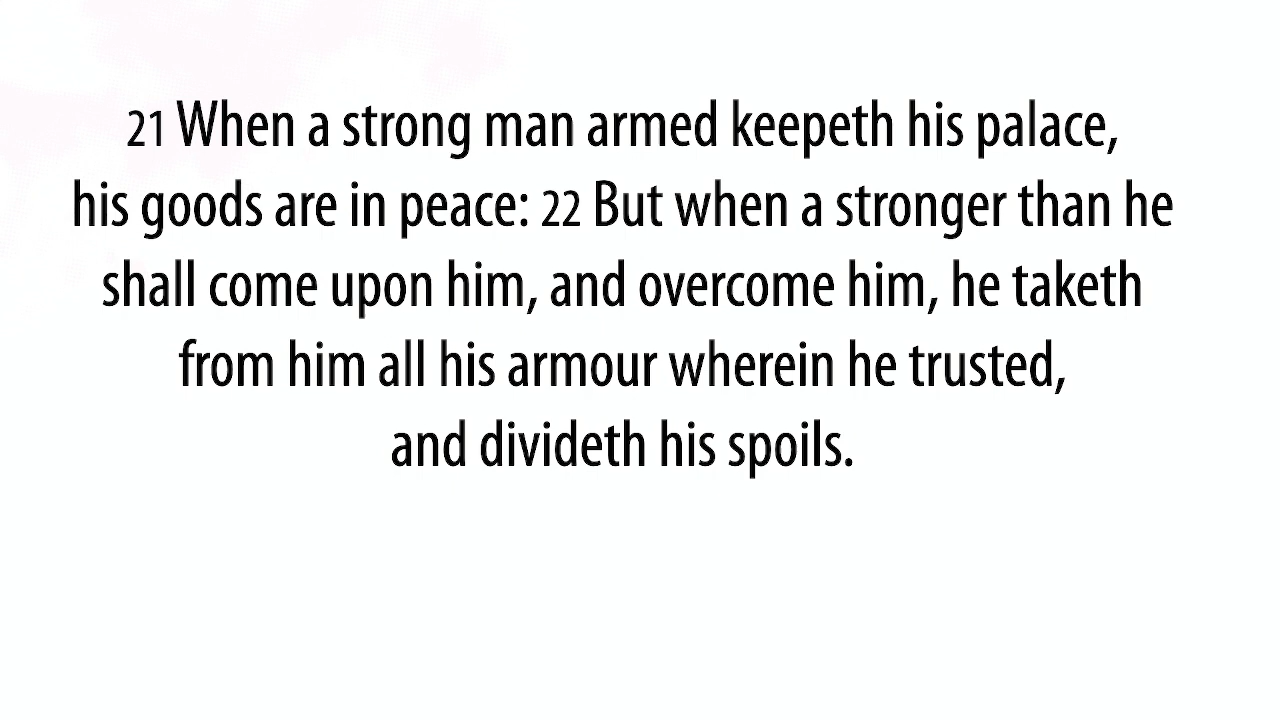 21 When a strong man armed keepeth his palace,
his goods are in peace: 22 But when a stronger than he
shall come upon him, and overcome him, he taketh
from him all his armour wherein he trusted,
and divideth his spoils.